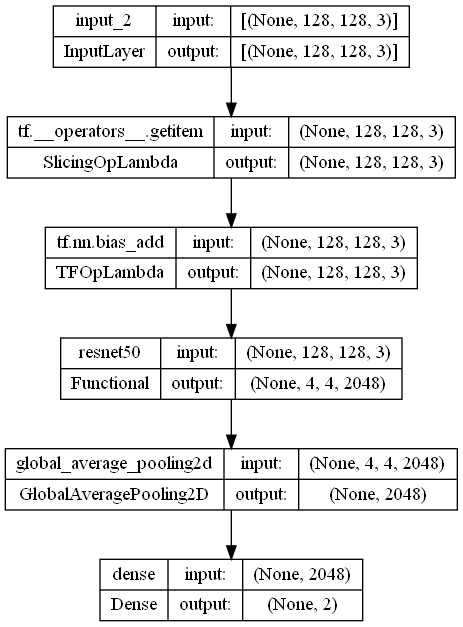 input_2 input: [(None, 128, 128, 3)]
InputLayer output: [(None, 128, 128, 3)]
tf.__operators__.getitem input: (None, 128, 128, 3)
SlicingOpLambda output: (None, 128, 128, 3)
tf.nn.bias_add input: (None, 128, 128, 3)
TFOpLambda output: (None, 128, 128, 3)
resnet50 input: (None, 128, 128, 3)
Functional output: (None, 4, 4, 2048)
global_average_pooling2d input: (None, 4, 4, 2048)
GlobalAveragePooling2D output: (None, 2048)
dense input: (None, 2048)
Dense output: (None, 2)